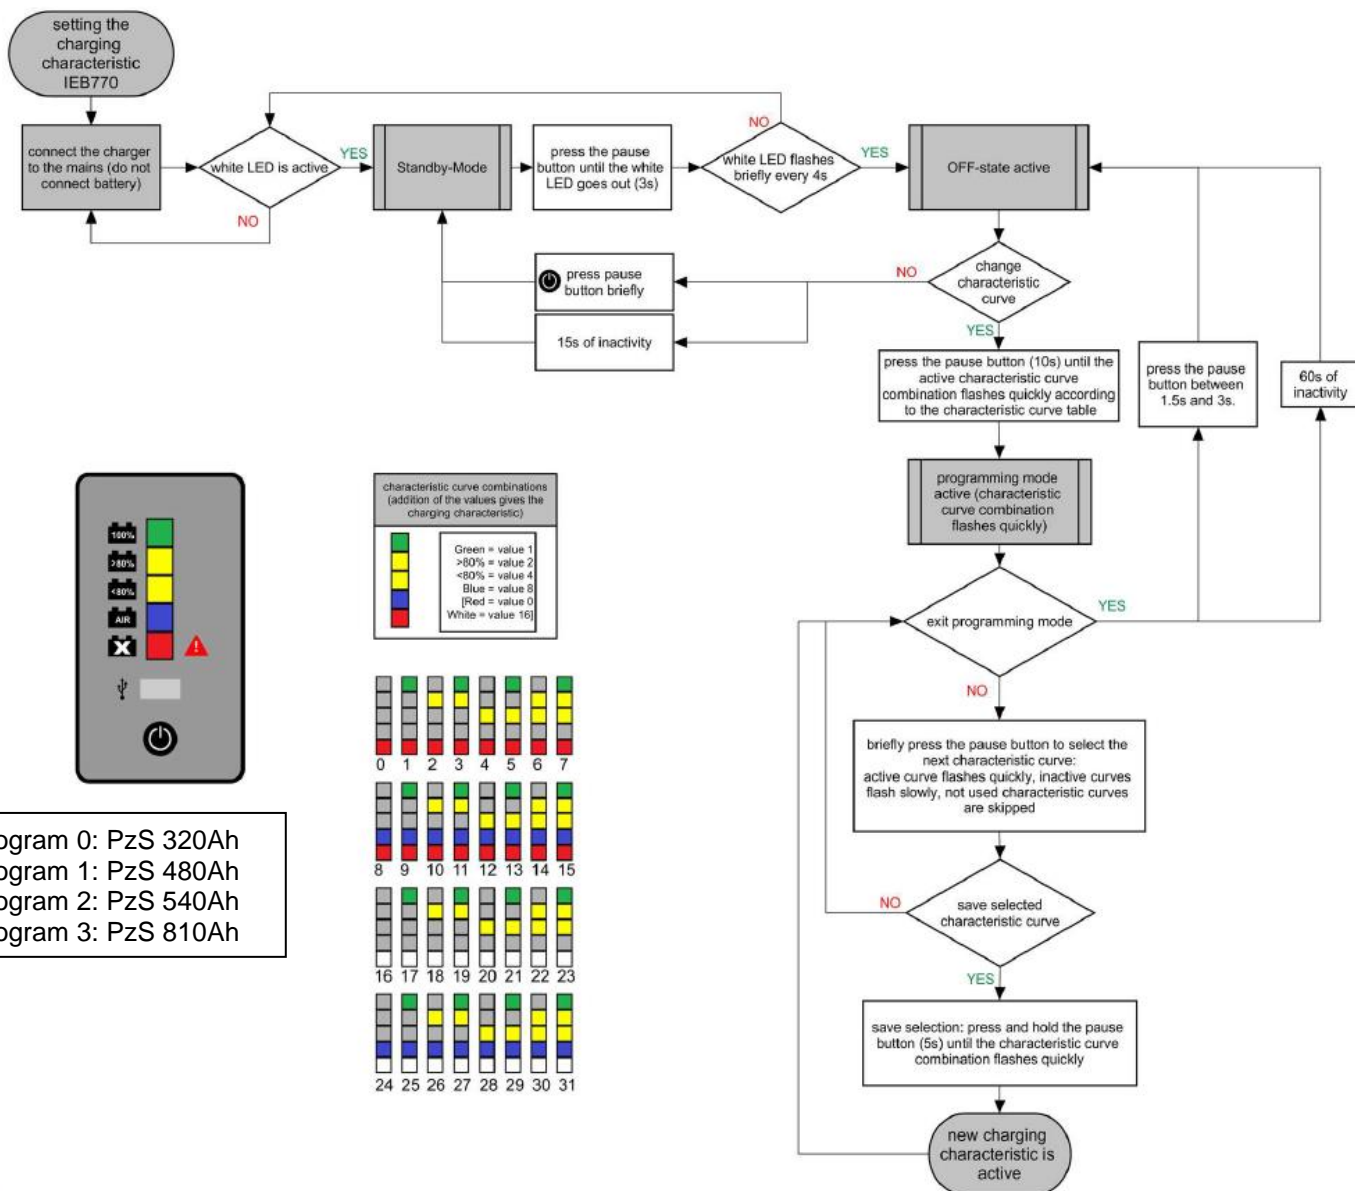 setting the
charging
characteristic
IEB770
connect the charger
to the mains (do not
connect battery)
white LED is active
YES
NO
Standby-Mode
press the pause
button until the white
LED goes out (3s)
NO
white LED flashes
briefly every 4s
YES
OFF-state active
change
characteristic
curve
NO
YES
press pause
button briefly
15s of inactivity
press the pause button (10s) until the
active characteristic curve
combination flashes quickly according
to the characteristic curve table
press the pause
button between
1.5s and 3s.
60s of
inactivity
programming mode
active (characteristic
curve combination
flashes quickly)
exit programming mode
YES
NO
briefly press the pause button to select the
next characteristic curve:
active curve flashes quickly, inactive curves
flash slowly, not used characteristic curves
are skipped
save selected
characteristic curve
NO
YES
save selection: press and hold the pause
button (5s) until the characteristic curve
combination flashes quickly
new charging
characteristic is
active
100%
>80%
<80%
AIR
X
!
characteristic curve combinations
(addition of the values gives the
charging characteristic)
Green = value 1
>80% = value 2
<80% = value 4
Blue = value 8
[Red = value 0
White = value 16]
0 1 2 3 4 5 6 7
8 9 10 11 12 13 14 15
16 17 18 19 20 21 22 23
24 25 26 27 28 29 30 31
ogram 0: PzS 320Ah
ogram 1: PzS 480Ah
ogram 2: PzS 540Ah
ogram 3: PzS 810Ah